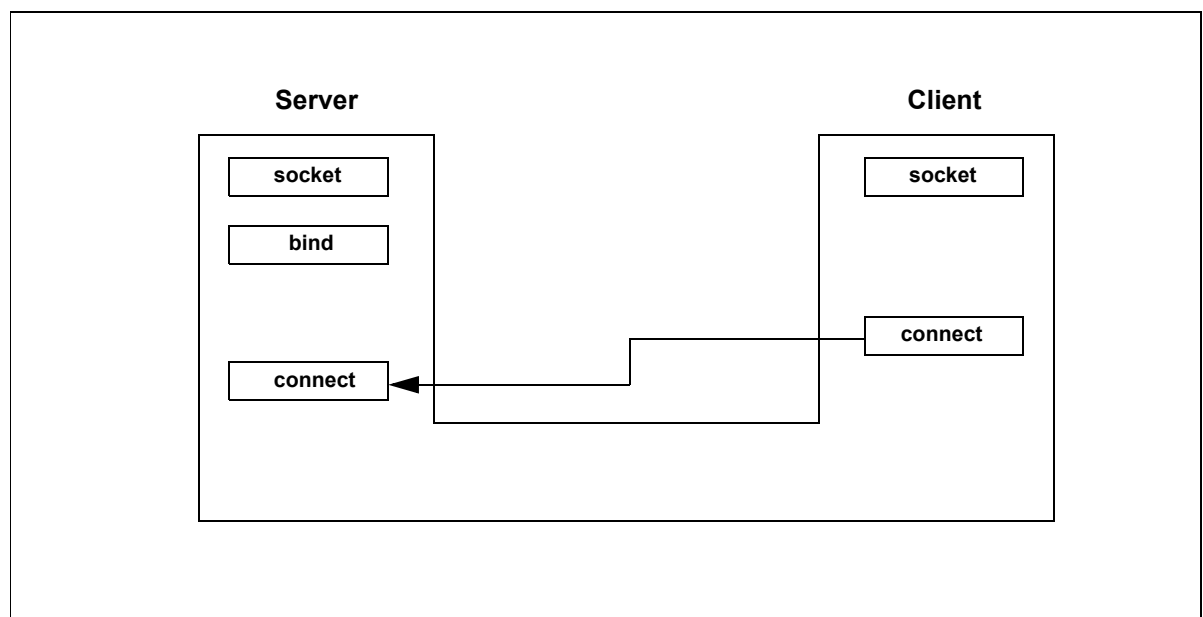 Server
Client
socket
socket
bind
connect
connect